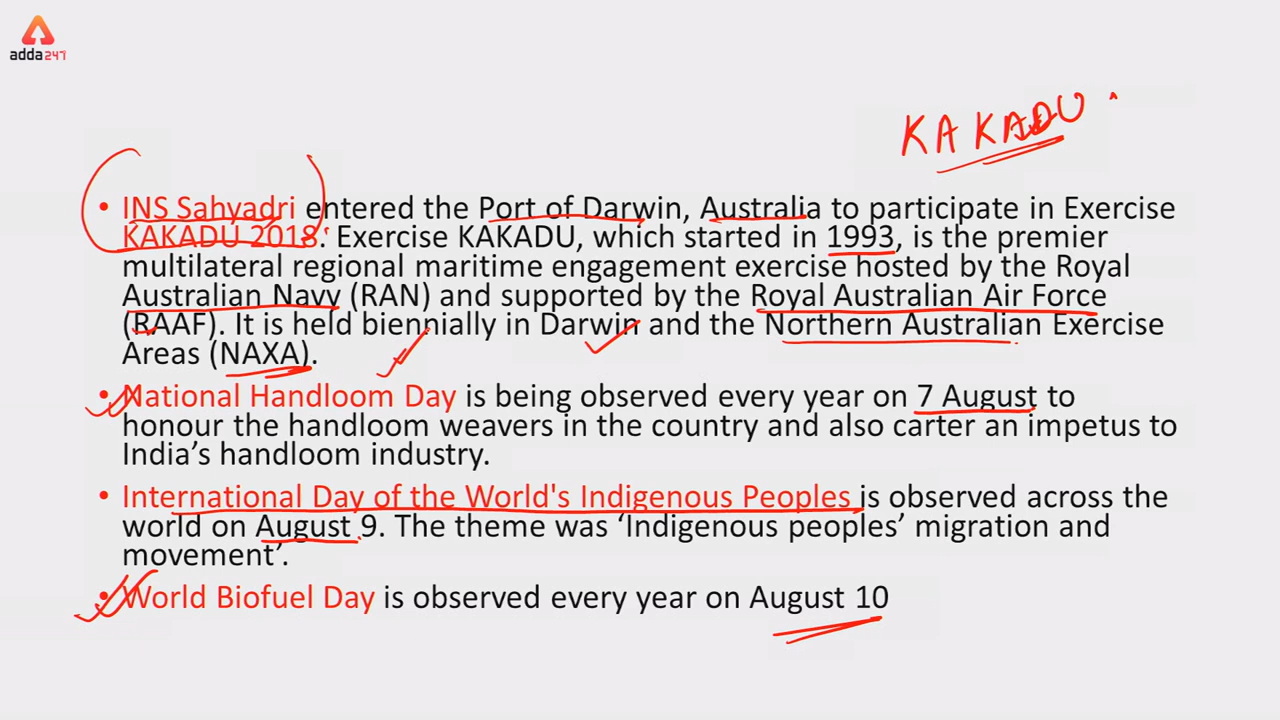 adda247
KAKADU
• INS Sahyadri entered the Port of Darwin, Australia to participate in Exercise
KAKADU 2018. Exercise KAKADU, which started in 1993, is the premier
multilateral regional maritime engagement exercise hosted by the Royal
Australian Navy (RAN) and supported by the Royal Australian Air Force
(RAAF). It is held biennially in Darwin and the Northern Australian Exercise
Areas (NAXA).
• National Handloom Day is being observed every year on 7 August to
honour the handloom weavers in the country and also carter an impetus to
India's handloom industry.
• International Day of the World's Indigenous Peoples is observed across the
world on August 9. The theme was ‘Indigenous peoples’ migration and
movement’.
• World Biofuel Day is observed every year on August 10